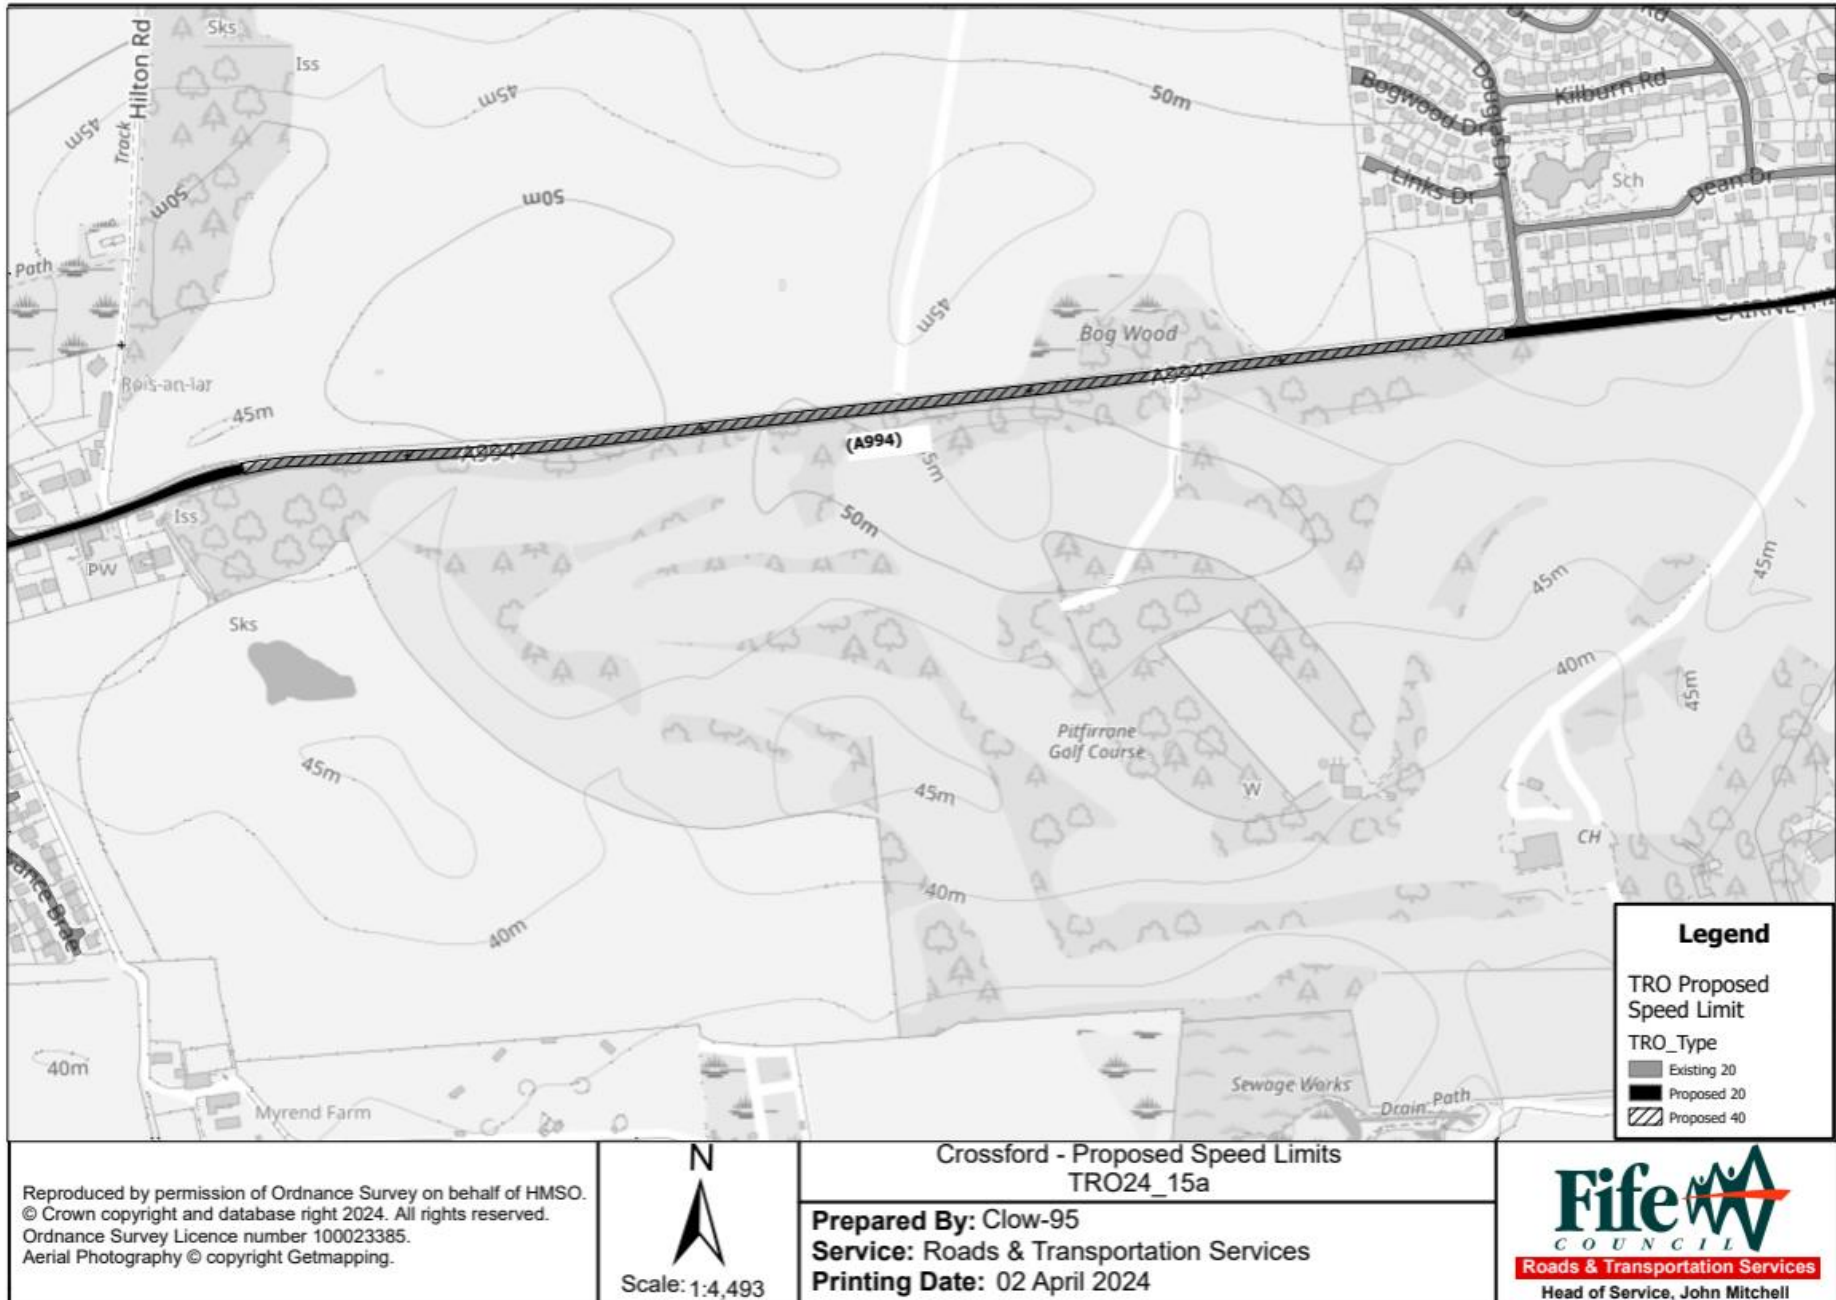 Sks
Hilton Rd
Iss
45m
45m
Track
50m
50m
50m
45m
Path
Rois-an-lar
45m
Bog Wood
Douglas Dr
Bogwood Dr
Kilburn Rd
Links Dr
Sch
Dean Dr
Rd
Dr
A994
A994
(A994)
50m
Iss
PW
Sks
45m
45m
40m
45m
45m
Pitfirrane
Golf Course
W
45m
40m
40m
CH
40m
Myrend Farm
Sewage Works
Drain
Path
Legend
TRO Proposed
Speed Limit
TRO_Type
Existing 20
Proposed 20
Proposed 40
Reproduced by permission of Ordnance Survey on behalf of HMSO.
© Crown copyright and database right 2024. All rights reserved.
Ordnance Survey Licence number 100023385.
Aerial Photography © copyright Getmapping.
N
Scale: 1:4,493
Crossford - Proposed Speed Limits
TRO24_15a
Prepared By: Clow-95
Service: Roads & Transportation Services
Printing Date: 02 April 2024
Fife
COUNCIL
Roads & Transportation Services
Head of Service, John Mitchell